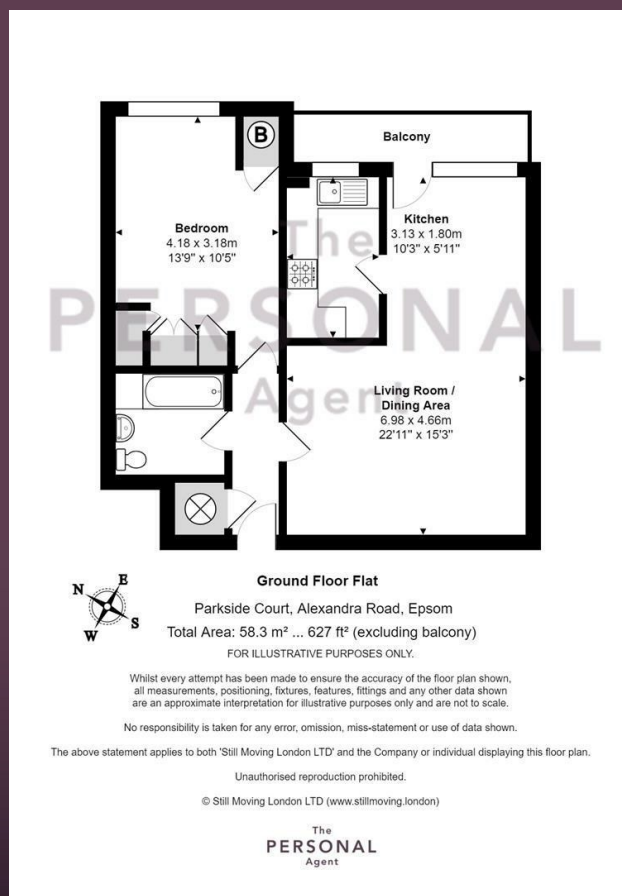 Balcony
B
Bedroom
4.18 x 3.18m
13'9" x 10'5"
Kitchen
3.13 x 1.80m
10'3" x 5'11"
The
PERSONAL
Agent
Living Room /
Dining Area
6.98 x 4.66m
22'11" x 15'3"
N
E
S
W
Ground Floor Flat
Parkside Court, Alexandra Road, Epsom
Total Area: 58.3 m² ... 627 ft² (excluding balcony)
FOR ILLUSTRATIVE PURPOSES ONLY.
Whilst every attempt has been made to ensure the accuracy of the floor plan shown,
all measurements, positioning, fixtures, features, fittings and any other data shown
are an approximate interpretation for illustrative purposes only and are not to scale.
No responsibility is taken for any error, omission, miss-statement or use of data shown.
The above statement applies to both 'Still Moving London LTD' and the Company or individual displaying this floor plan.
Unauthorised reproduction prohibited.
© Still Moving London LTD (www.stillmoving.london)
The
PERSONAL
Agent